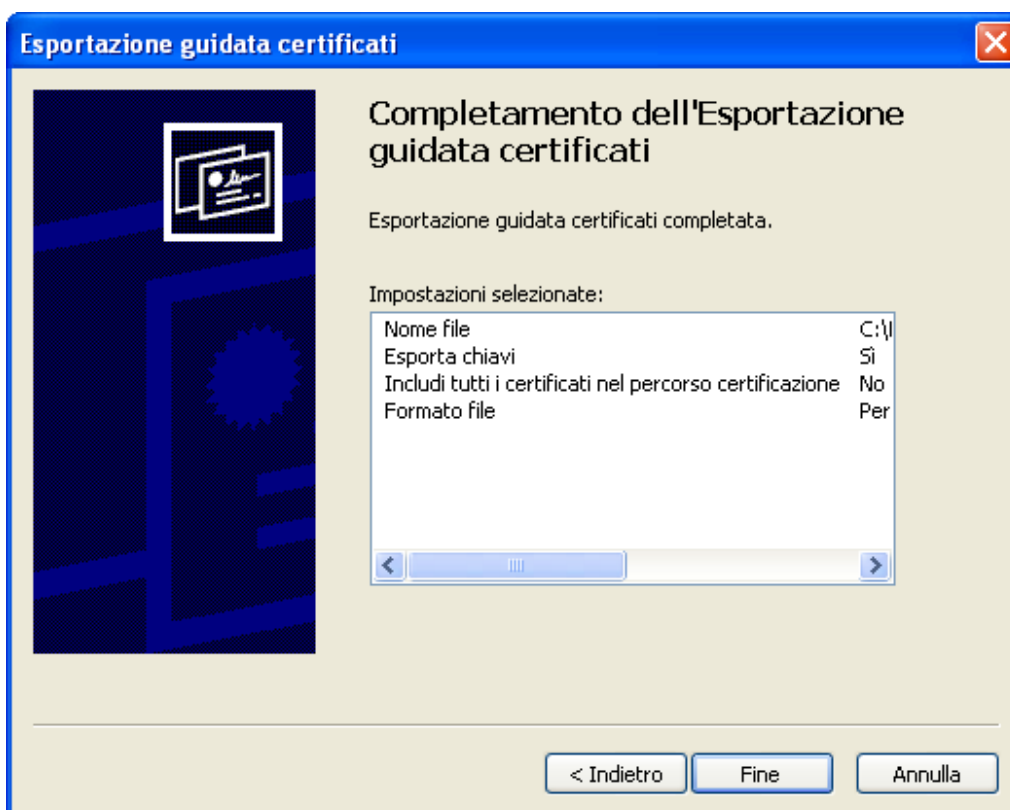 Esportazione guidata certificati
Completamento dell'Esportazione
guidata certificati
Esportazione guidata certificati completata.
Impostazioni selezionate:
Nome file C:\
Esporta chiavi Sì
Includi tutti i certificati nel percorso certificazione No
Formato file Per
< Indietro Fine Annulla